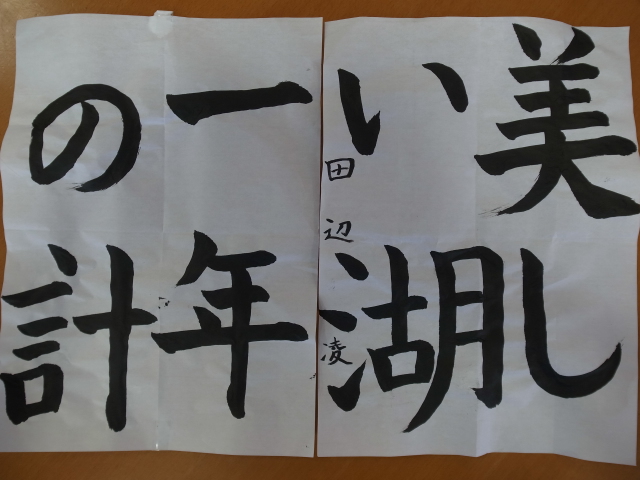 美し
い湖
田辺凌
一年
の計